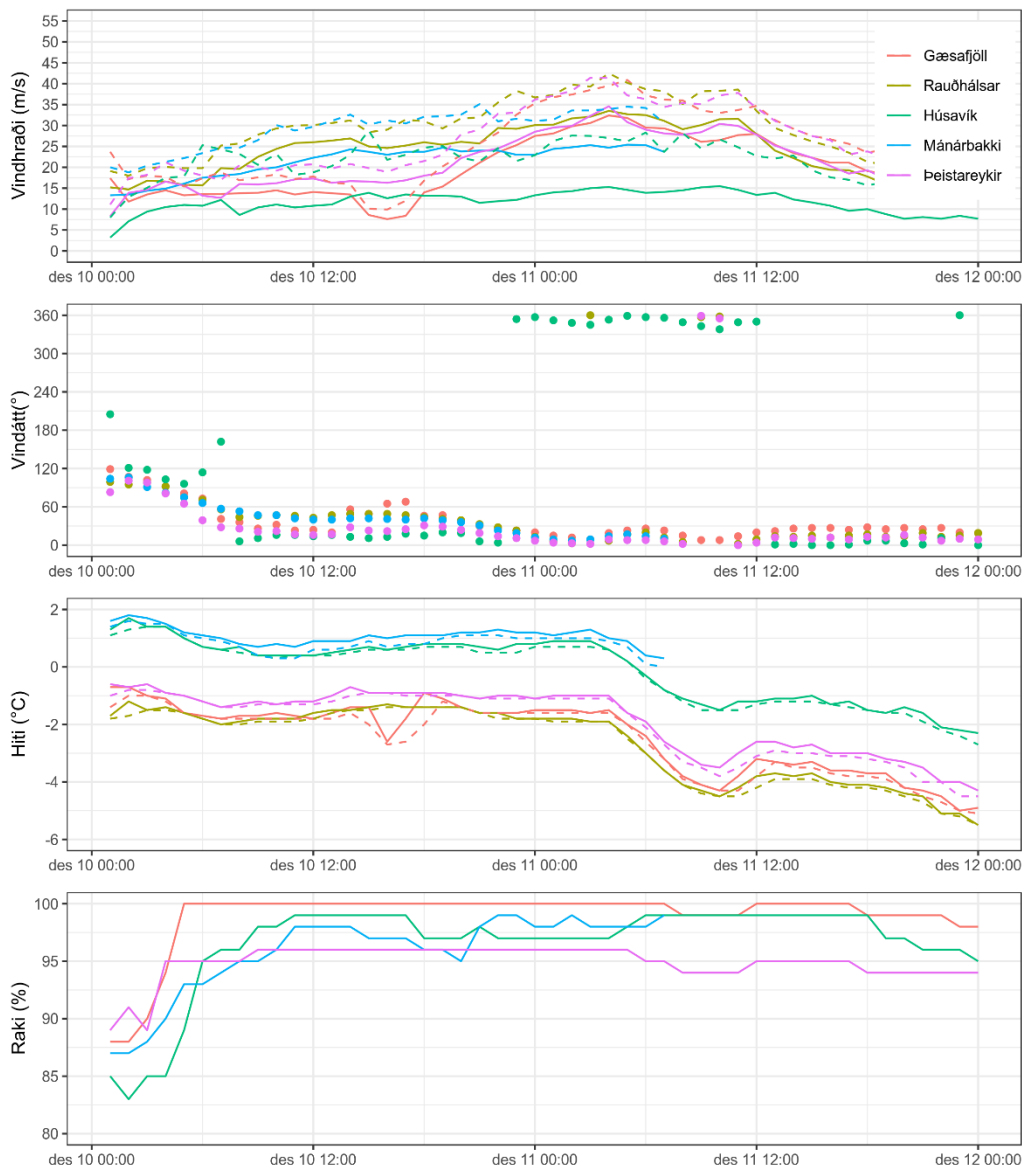 Vindhraði (m/s)
55
50
45
40
35
30
25
20
15
10
5
0
Gæsafjöll
Rauðhálsar
Húsavík
Mánárbakki
Þeistareykir
des 10 00:00
des 10 12:00
des 11 00:00
des 11 12:00
des 12 00:00
Vindátt(°)
360
300
240
180
120
60
0
des 10 00:00
des 10 12:00
des 11 00:00
des 11 12:00
des 12 00:00
Hiti (°C)
2
0
-2
-4
-6
des 10 00:00
des 10 12:00
des 11 00:00
des 11 12:00
des 12 00:00
Raki (%)
100
95
90
85
80
des 10 00:00
des 10 12:00
des 11 00:00
des 11 12:00
des 12 00:00